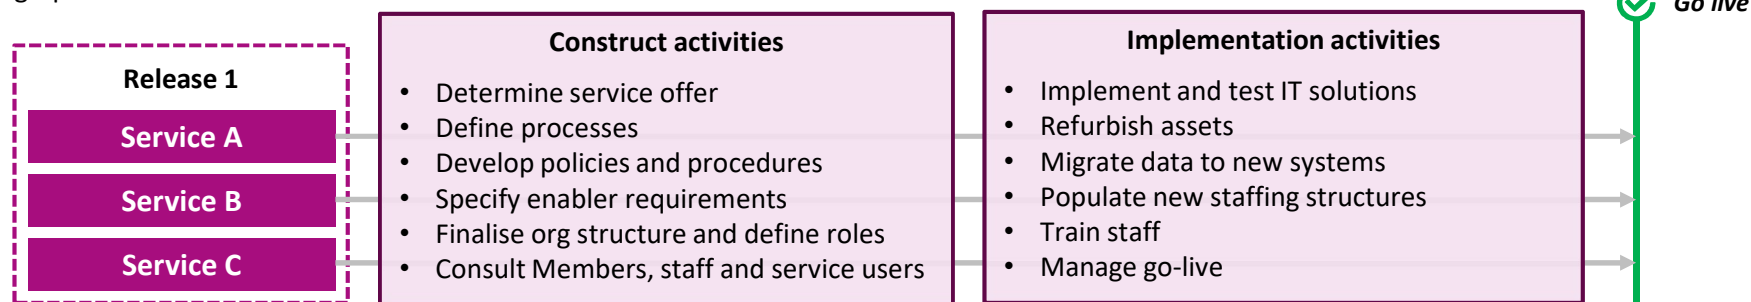 Go live
Release 1
Service A
Service B
Service C
Construct activities
• Determine service offer
• Define processes
• Develop policies and procedures
• Specify enabler requirements
• Finalise org structure and define roles
• Consult Members, staff and service users
Implementation activities
• Implement and test IT solutions
• Refurbish assets
• Migrate data to new systems
• Populate new staffing structures
• Train staff
• Manage go-live